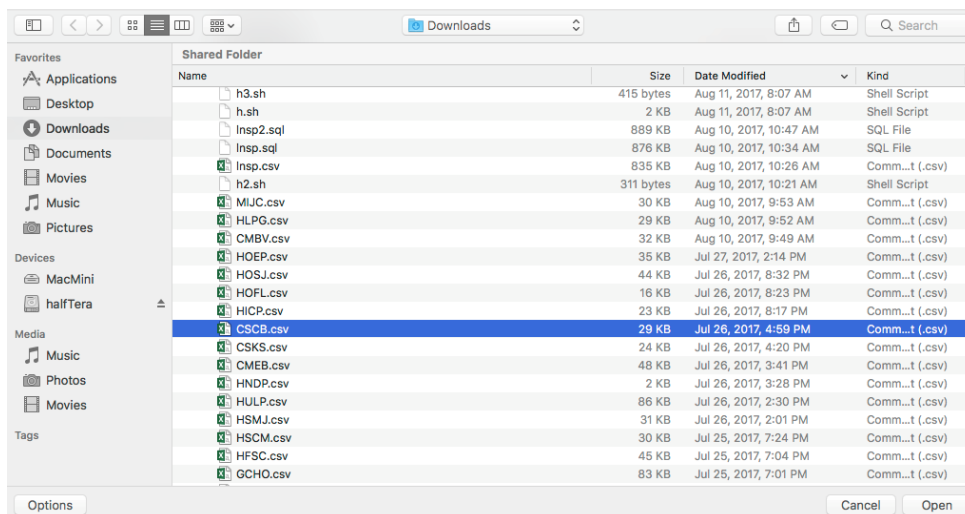 Downloads
Search
Favorites
Applications
Desktop
Downloads
Documents
Movies
Music
Pictures
Devices
MacMini
halfTera
Media
Music
Photos
Movies
Tags
Shared Folder
Name Size Date Modified Kind
h3.sh 415 bytes Aug 11, 2017, 8:07 AM Shell Script
h.sh 2 KB Aug 11, 2017, 8:07 AM Shell Script
Insp2.sql 889 KB Aug 10, 2017, 10:47 AM SQL File
Insp.sql 876 KB Aug 10, 2017, 10:34 AM SQL File
Insp.csv 835 KB Aug 10, 2017, 10:26 AM Comm...t (.csv)
h2.sh 311 bytes Aug 10, 2017, 10:21 AM Shell Script
MIJC.csv 30 KB Aug 10, 2017, 9:53 AM Comm...t (.csv)
HLPG.csv 29 KB Aug 10, 2017, 9:52 AM Comm...t (.csv)
CMBV.csv 32 KB Aug 10, 2017, 9:49 AM Comm...t (.csv)
HOEP.csv 35 KB Jul 27, 2017, 2:14 PM Comm...t (.csv)
HOSJ.csv 44 KB Jul 26, 2017, 8:32 PM Comm...t (.csv)
HOFL.csv 16 KB Jul 26, 2017, 8:23 PM Comm...t (.csv)
HICP.csv 23 KB Jul 26, 2017, 8:17 PM Comm...t (.csv)
CSCB.csv 29 KB Jul 26, 2017, 4:59 PM Comm...t (.csv)
CSKS.csv 24 KB Jul 26, 2017, 4:20 PM Comm...t (.csv)
CMEB.csv 48 KB Jul 26, 2017, 3:41 PM Comm...t (.csv)
HNDP.csv 2 KB Jul 26, 2017, 3:28 PM Comm...t (.csv)
HULP.csv 86 KB Jul 26, 2017, 2:30 PM Comm...t (.csv)
HSMJ.csv 31 KB Jul 26, 2017, 2:01 PM Comm...t (.csv)
HSCM.csv 30 KB Jul 25, 2017, 7:24 PM Comm...t (.csv)
HFSC.csv 45 KB Jul 25, 2017, 7:04 PM Comm...t (.csv)
GCHO.csv 83 KB Jul 25, 2017, 7:01 PM Comm...t (.csv)
Options Cancel Open